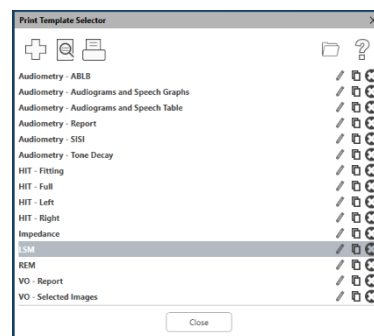 Print Template Selector
Audiometry - ABLB
Audiometry - Audiograms and Speech Graphs
Audiometry - Audiograms and Speech Table
Audiometry - Report
Audiometry - SISI
Audiometry - Tone Decay
HIT - Fitting
HIT - Full
HIT - Left
HIT - Right
Impedance
LSM
REM
VO - Report
VO - Selected Images
Close